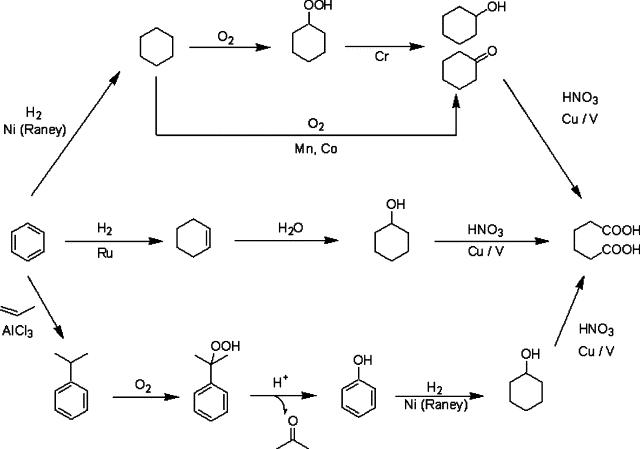 OOH
OH
O
O2
Cr
H2
Ni (Raney)
O2
Mn, Co
HNO3
Cu / V
OH
H2
Ru
H2O
HNO3
Cu / V
COOH
COOH
AlCl3
HNO3
Cu / V
OOH
O2
H+
O
OH
H2
Ni (Raney)
OH